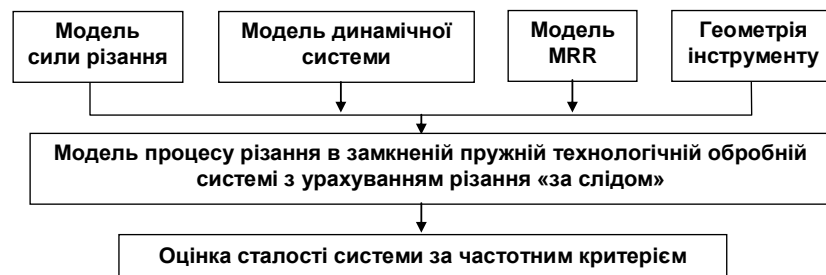 Модель
сили різання
Модель динамічної
системи
Модель
MRR
Геометрія
інструменту
Модель процесу різання в замкненій пружній технологічній обробній
системі з урахуванням різання «за слідом»
Оцінка сталості системи за частотним критерієм